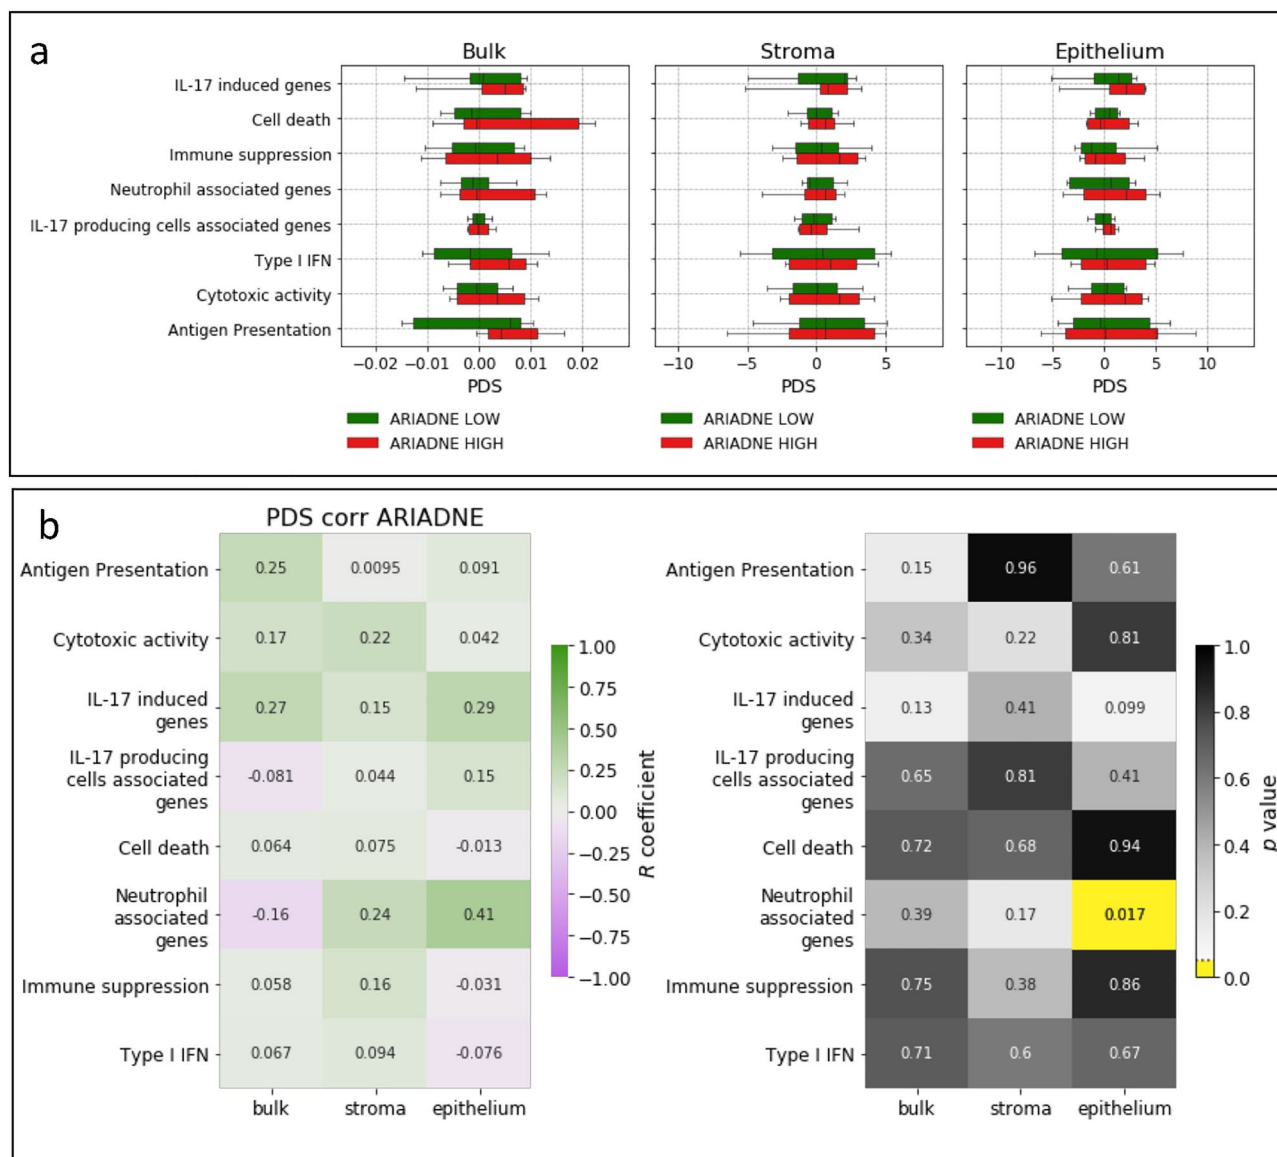 a
Bulk
Stroma
Epithelium
IL-17 induced genes
Cell death
Immune suppression
Neutrophil associated genes
IL-17 producing cells associated genes
Type I IFN
Cytotoxic activity
Antigen Presentation
−0.02 −0.01 0.00 0.01 0.02
−10 −5 0 5
−10 −5 0 5 10
PDS
PDS
PDS
ARIADNE LOW
ARIADNE HIGH
ARIADNE LOW
ARIADNE HIGH
ARIADNE LOW
ARIADNE HIGH
b
PDS corr ARIADNE
Antigen Presentation
0.25 0.0095 0.091
Cytotoxic activity
0.17 0.22 0.042
IL-17 induced
genes
0.27 0.15 0.29
IL-17 producing
cells associated
genes
-0.081 0.044 0.15
Cell death
0.064 0.075 -0.013
Neutrophil
associated
genes
-0.16 0.24 0.41
Immune suppression
0.058 0.16 -0.031
Type I IFN
0.067 0.094 -0.076
bulk stroma epithelium
1.00
0.75
0.50
0.25
0.00
−0.25
−0.50
−0.75
−1.00
R coefficient
Antigen Presentation
0.15 0.96 0.61
Cytotoxic activity
0.34 0.22 0.81
IL-17 induced
genes
0.13 0.41 0.099
IL-17 producing
cells associated
genes
0.65 0.81 0.41
Cell death
0.72 0.68 0.94
Neutrophil
associated
genes
0.39 0.17 0.017
Immune suppression
0.75 0.38 0.86
Type I IFN
0.71 0.6 0.67
bulk stroma epithelium
1.0
0.8
0.6
0.4
0.2
0.0
p value